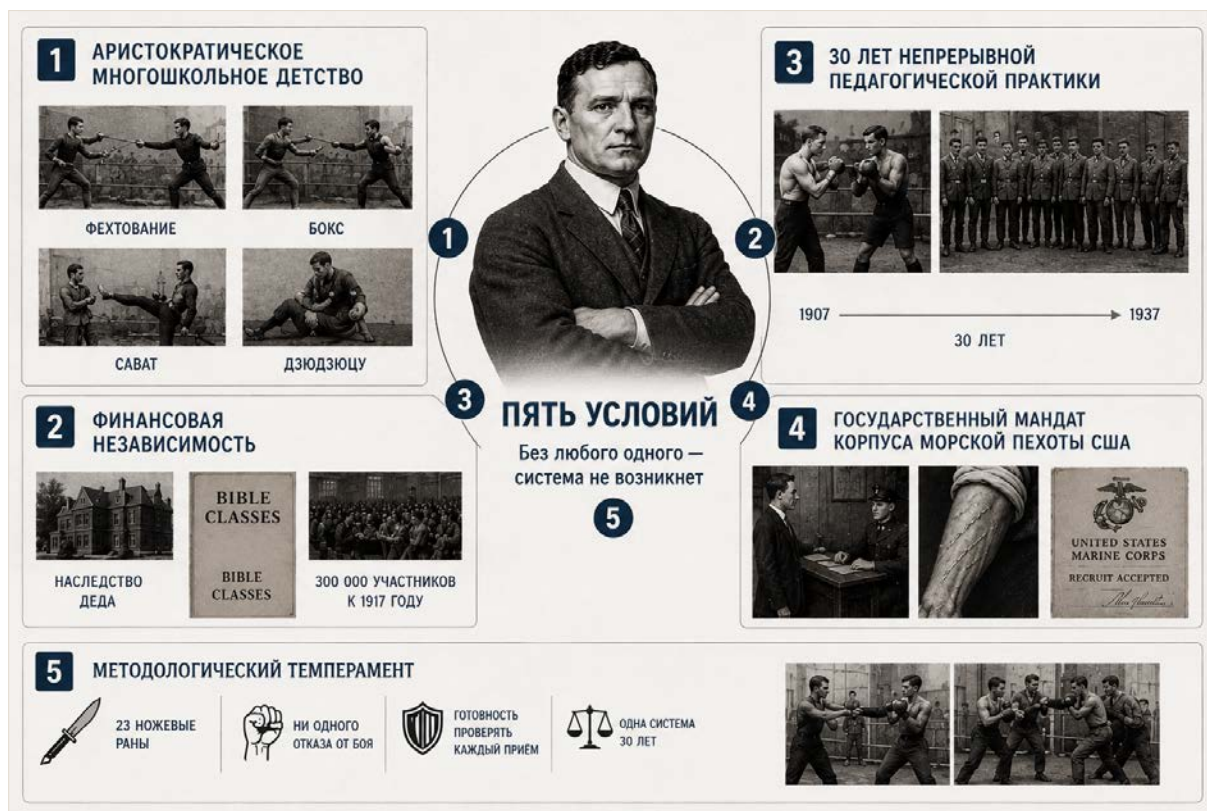 1
АРИСТОКРАТИЧЕСКОЕ
МНОГОШКОЛЬНОЕ ДЕТСТВО
ФЕХТОВАНИЕ
БОКС
САВАТ
ДЗЮДЗЮЦУ
2
ФИНАНСОВАЯ
НЕЗАВИСИМОСТЬ
НАСЛЕДСТВО
ДЕДА
BIBLE
CLASSES
BIBLE
CLASSES
300 000 УЧАСТНИКОВ
К 1917 ГОДУ
1
2
3
4
ПЯТЬ УСЛОВИЙ
Без любого одного —
система не возникнет
5
3
30 ЛЕТ НЕПРЕРЫВНОЙ
ПЕДАГОГИЧЕСКОЙ ПРАКТИКИ
1907
1937
30 ЛЕТ
4
ГОСУДАРСТВЕННЫЙ МАНДАТ
КОРПУСА МОРСКОЙ ПЕХОТЫ США
UNITED STATES
MARINE CORPS
RECRUIT ACCEPTED
5
МЕТОДОЛОГИЧЕСКИЙ ТЕМПЕРАМЕНТ
23 НОЖЕВЫЕ
РАНЫ
НИ ОДНОГО
ОТКАЗА ОТ БОЯ
ГОТОВНОСТЬ
ПРОВЕРЯТЬ
КАЖДЫЙ ПРИЁМ
ОДНА СИСТЕМА
30 ЛЕТ